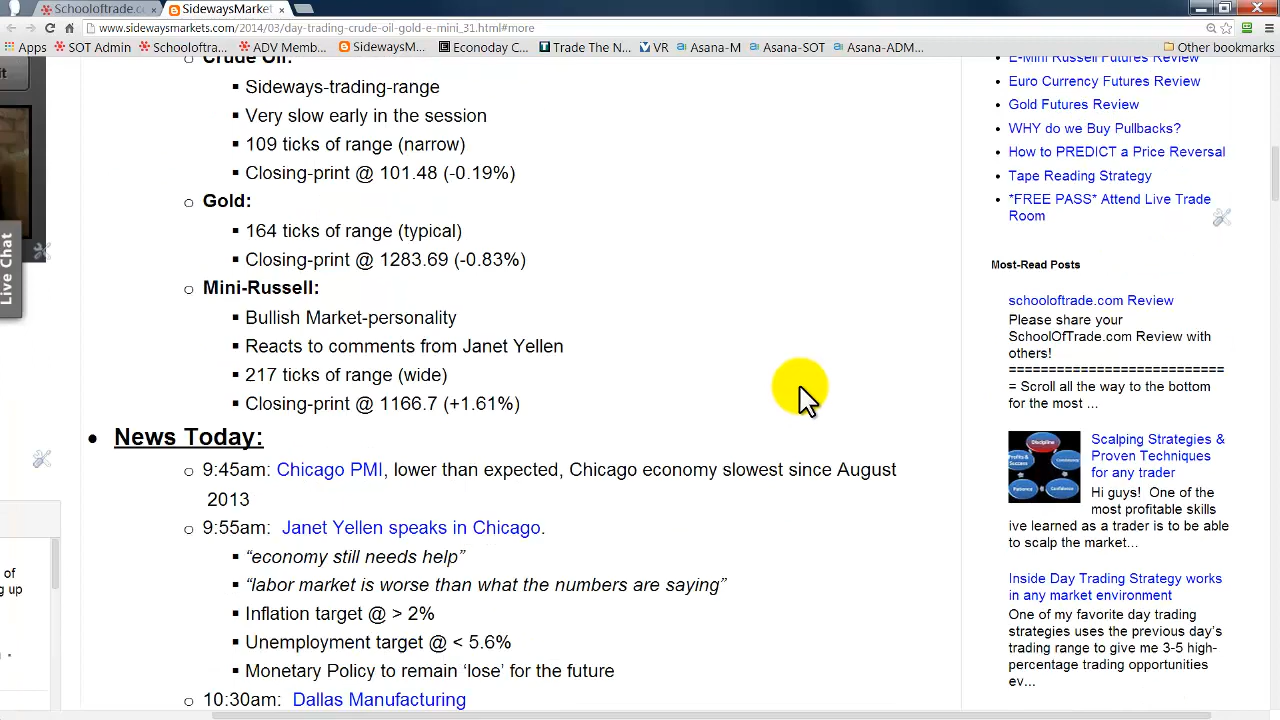 Schooloftrade.c...
SidewaysMarket
www.sidewaysmarkets.com/2014/03/day-trading-crude-oil-gold-e-mini_31.html#more
Apps
SOT Admin
Schooloftra...
ADV Memb...
SidewaysM...
Econoday C...
Trade The N...
VR
Asana-M
Asana-SOT
Asana-ADM...
Other bookmarks
Live Chat
of
g up
Crude Oil:
Sideways-trading-range
Very slow early in the session
109 ticks of range (narrow)
Closing-print @ 101.48 (-0.19%)
Gold:
164 ticks of range (typical)
Closing-print @ 1283.69 (-0.83%)
Mini-Russell:
Bullish Market-personality
Reacts to comments from Janet Yellen
217 ticks of range (wide)
Closing-print @ 1166.7 (+1.61%)
News Today:
9:45am: Chicago PMI, lower than expected, Chicago economy slowest since August
2013
9:55am: Janet Yellen speaks in Chicago.
“economy still needs help”
“labor market is worse than what the numbers are saying”
Inflation target @ > 2%
Unemployment target @ < 5.6%
Monetary Policy to remain ‘lose’ for the future
10:30am: Dallas Manufacturing
E-Mini Russell Futures Review
Euro Currency Futures Review
Gold Futures Review
WHY do we Buy Pullbacks?
How to PREDICT a Price Reversal
Tape Reading Strategy
*FREE PASS* Attend Live Trade
Room
Most-Read Posts
schooloftrade.com Review
Please share your
SchoolOfTrade.com Review with
others!
===========================
= Scroll all the way to the bottom
for the most ...
Scalping Strategies &
Proven Techniques
for any trader
Hi guys! One of the
most profitable skills
ive learned as a trader is to be able
to scalp the market...
Inside Day Trading Strategy works
in any market environment
One of my favorite day trading
strategies uses the previous day's
trading range to give me 3-5 high-
percentage trading opportunities
ev...